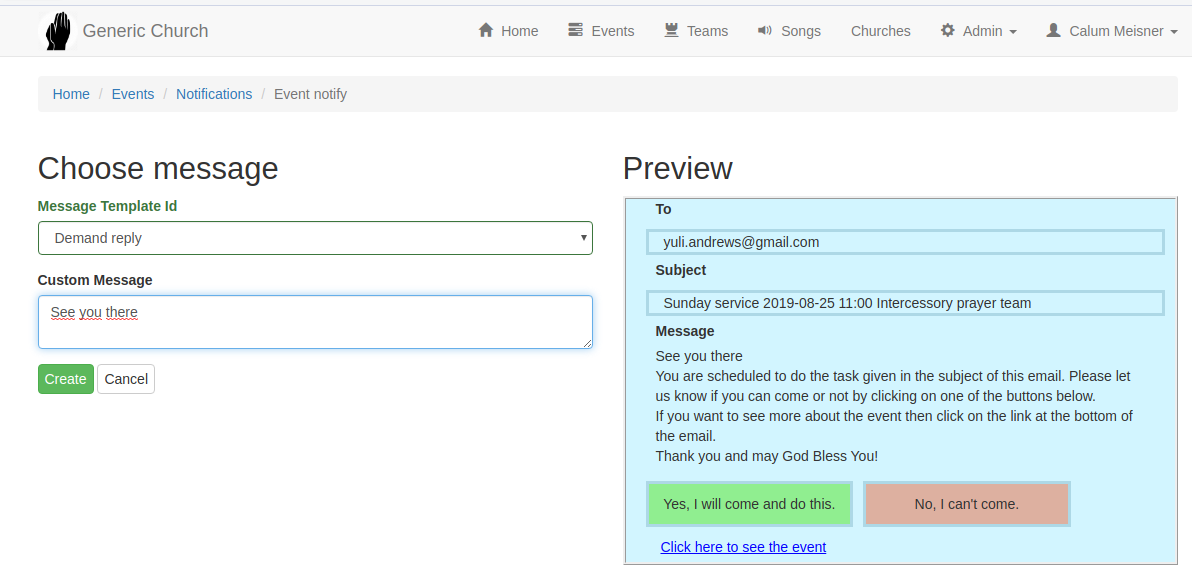 Generic Church
Home Events Teams Songs Churches Admin Calum Meisner
Home / Events / Notifications / Event notify
Choose message
Message Template Id
Demand reply
Custom Message
See you there
Create Cancel
Preview
To
yuli.andrews@gmail.com
Subject
Sunday service 2019-08-25 11:00 Intercessory prayer team
Message
See you there
You are scheduled to do the task given in the subject of this email. Please let
us know if you can come or not by clicking on one of the buttons below.
If you want to see more about the event then click on the link at the bottom of
the email.
Thank you and may God Bless You!
Yes, I will come and do this. No, I can't come.
Click here to see the event